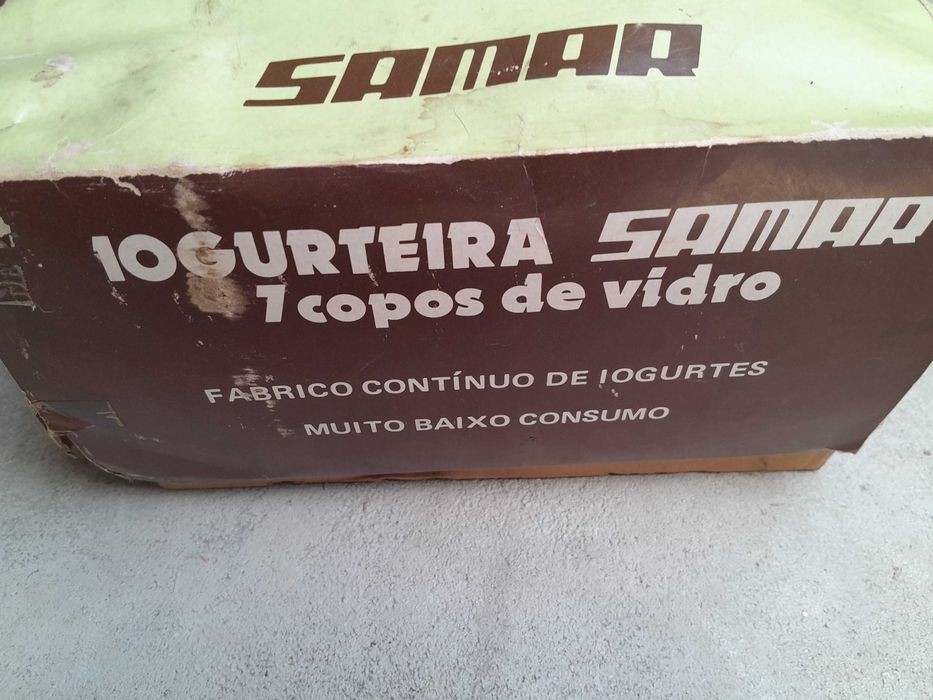 SAMAR
IOGURTEIRA SAMAR
7 copos de vidro
FABRICO CONTÍNUO DE IOGURTES
MUITO BAIXO CONSUMO